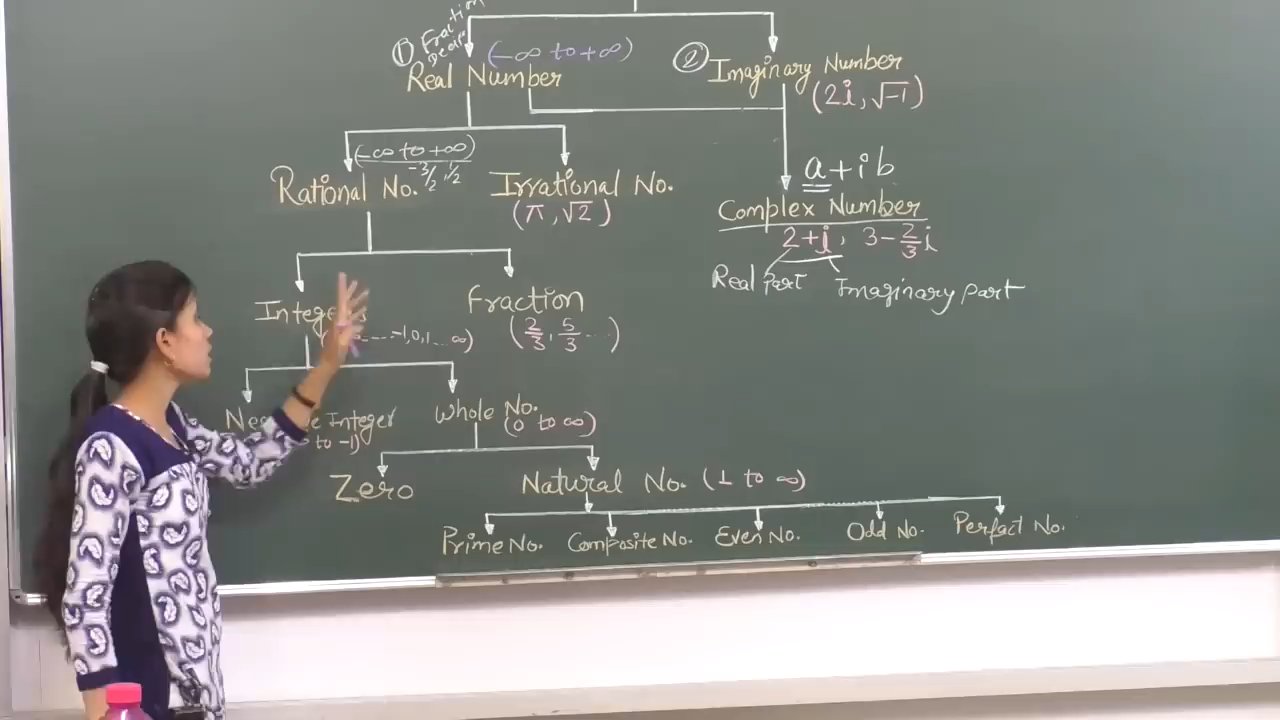 ① Fraction
(-∞ to +∞)
Real Number
② Imaginary Number
(2i, √-1)
(-∞ to +∞)
-3/2, 1/2
Rational No.
Irrational No.
(π, √2)
a+ib
Complex Number
2+i, 3-2/3i
Real Part Imaginary part
Fraction
(2/3, 5/3 ...)
-1,0,1...∞)
Integer
to -1)
Whole No.
(0 to ∞)
Zero
Natural No. (1 to ∞)
Prime No. Composite No. Even No. Odd No. Perfect No.